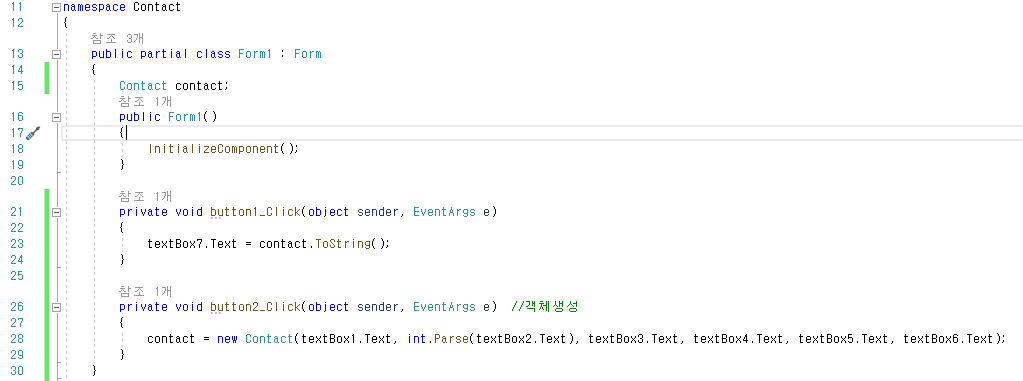 11 namespace Contact
12 {
참조 3개
13 public partial class Form1 : Form
14 {
15 Contact contact;
참조 1개
16 public Form1()
17 {
18 InitializeComponent();
19 }
20
참조 1개
21 private void button1_Click(object sender, EventArgs e)
22 {
23 textBox7.Text = contact.ToString();
24 }
25
참조 1개
26 private void button2_Click(object sender, EventArgs e) //객체생성
27 {
28 contact = new Contact(textBox1.Text, int.Parse(textBox2.Text), textBox3.Text, textBox4.Text, textBox5.Text, textBox6.Text);
29 }
30 }